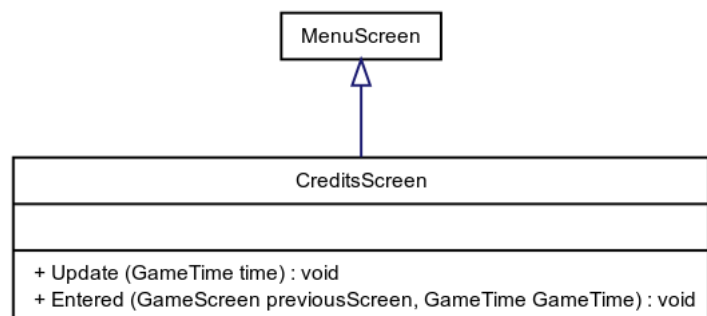 MenuScreen
CreditsScreen
+ Update (GameTime time) : void
+ Entered (GameScreen previousScreen, GameTime GameTime) : void